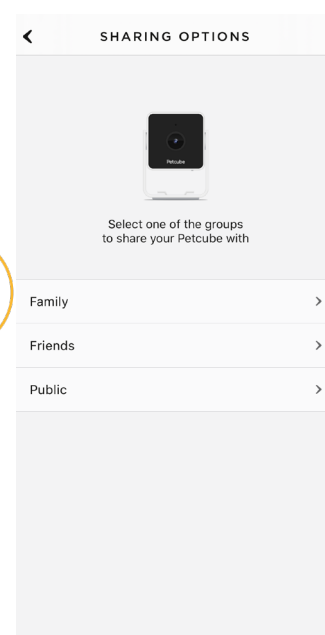 SHARING OPTIONS
Petcube
Select one of the groups
to share your Petcube with
Family
Friends
Public